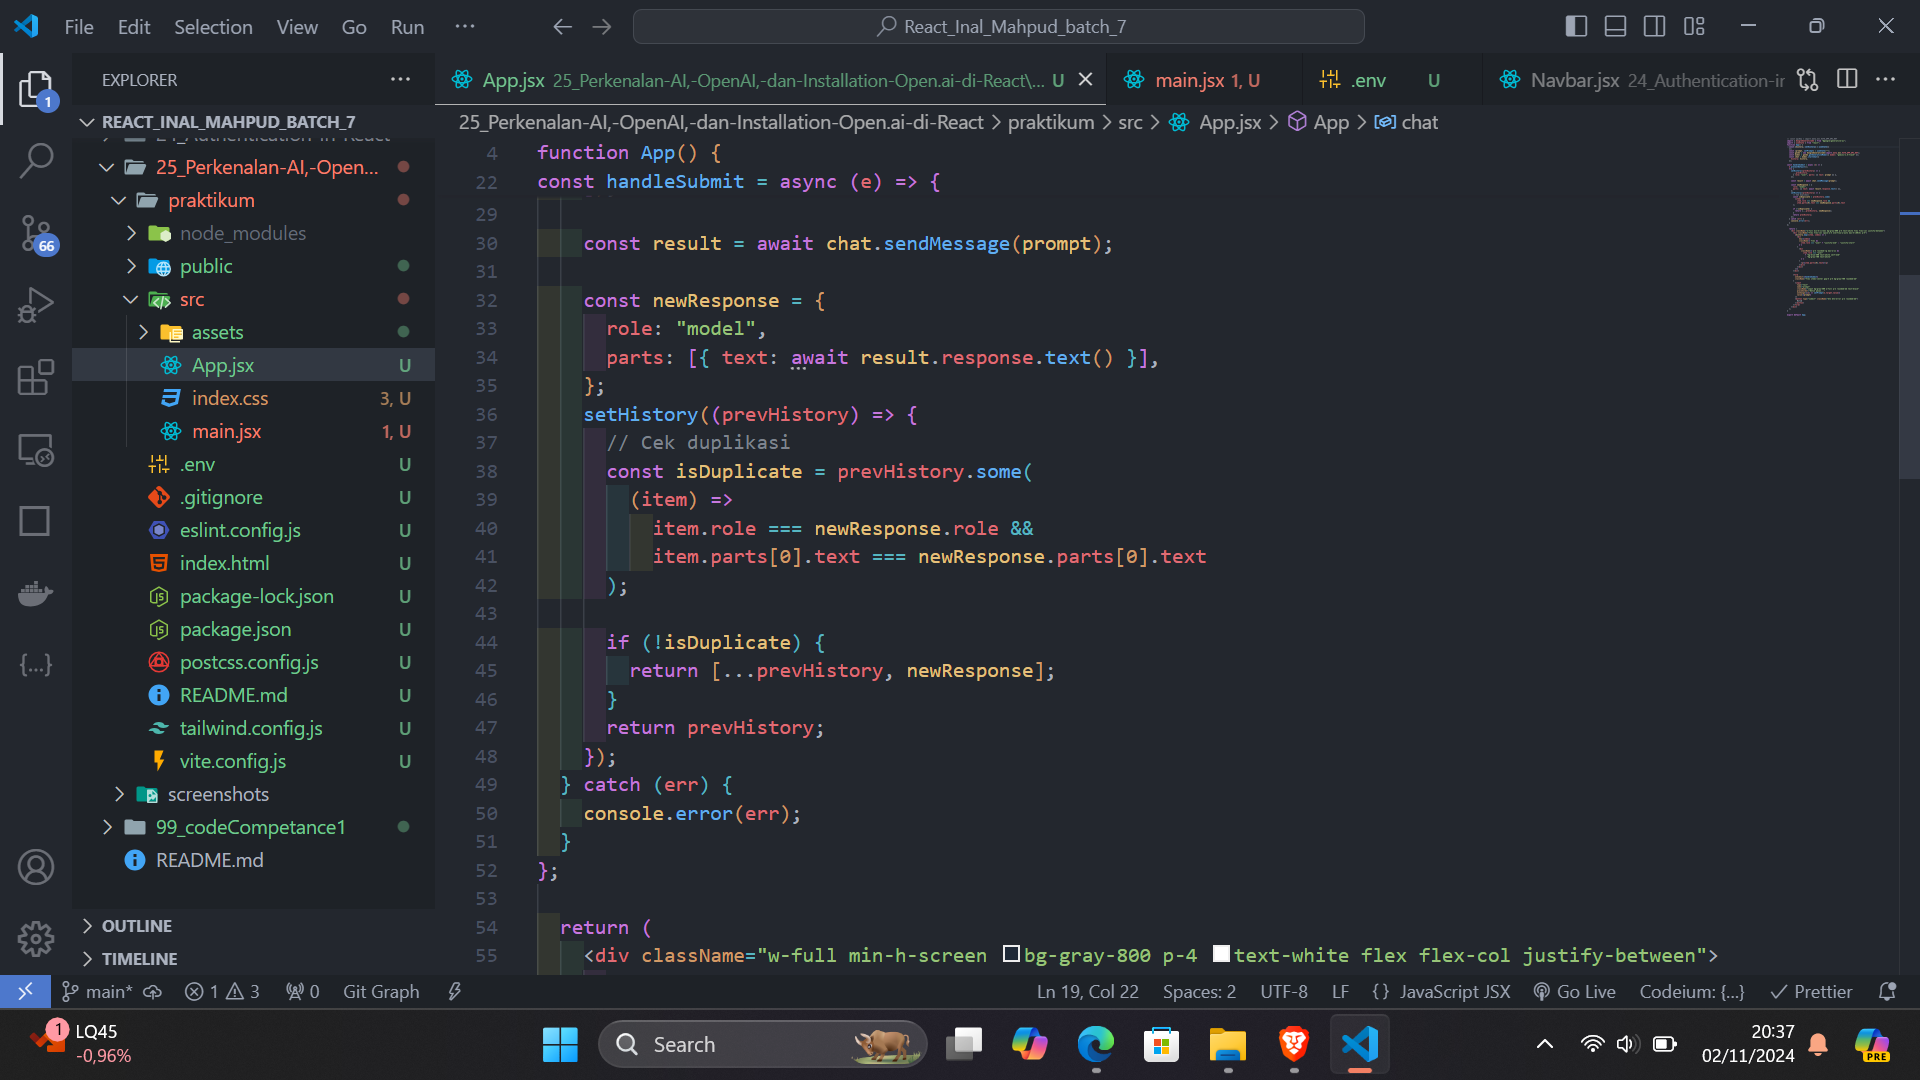 File Edit Selection View Go Run ···
React_Inal_Mahpud_batch_7
EXPLORER
REACT_INAL_MAHPUD_BATCH_7
25_Perkenalan-AI,-Open...
praktikum
node_modules
public
src
assets
App.jsx U
index.css 3, U
main.jsx 1, U
.env U
.gitignore U
eslint.config.js U
index.html U
package-lock.json U
package.json U
postcss.config.js U
README.md U
tailwind.config.js U
vite.config.js U
screenshots
99_codeCompetance1
README.md
OUTLINE
TIMELINE
1
66
App.jsx 25_Perkenalan-AI,-OpenAI,-dan-Installation-Open.ai-di-React\... U
main.jsx 1, U
.env U
Navbar.jsx 24_Authentication-ir
25_Perkenalan-AI,-OpenAI,-dan-Installation-Open.ai-di-React > praktikum > src > App.jsx > App > chat
4 function App() {
22 const handleSubmit = async (e) => {
29
30 const result = await chat.sendMessage(prompt);
31
32 const newResponse = {
33 role: "model",
34 parts: [{ text: await result.response.text() }],
35 };
36 setHistory((prevHistory) => {
37 // Cek duplikasi
38 const isDuplicate = prevHistory.some(
39 (item) =>
40 item.role === newResponse.role &&
41 item.parts[0].text === newResponse.parts[0].text
42 );
43
44 if (!isDuplicate) {
45 return [...prevHistory, newResponse];
46 }
47 return prevHistory;
48 });
49 } catch (err) {
50 console.error(err);
51 }
52 };
53
54 return (
55 <div className="w-full min-h-screen bg-gray-800 p-4 text-white flex flex-col justify-between">
main* 1 3 0 Git Graph
Ln 19, Col 22 Spaces: 2 UTF-8 LF {} JavaScript JSX Go Live Codeium: {...} Prettier
1 LQ45
-0,96%
Search
20:37
02/11/2024
PRE